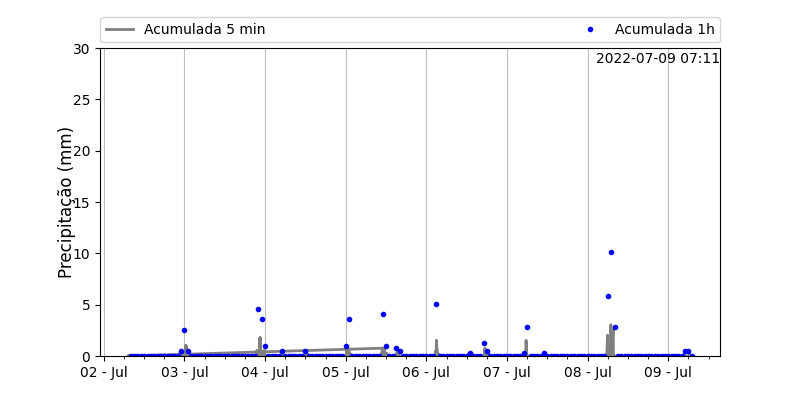 Acumulada 5 min
Acumulada 1h
2022-07-09 07:11
Precipitação (mm)
30
25
20
15
10
5
0
02 - Jul
03 - Jul
04 - Jul
05 - Jul
06 - Jul
07 - Jul
08 - Jul
09 - Jul